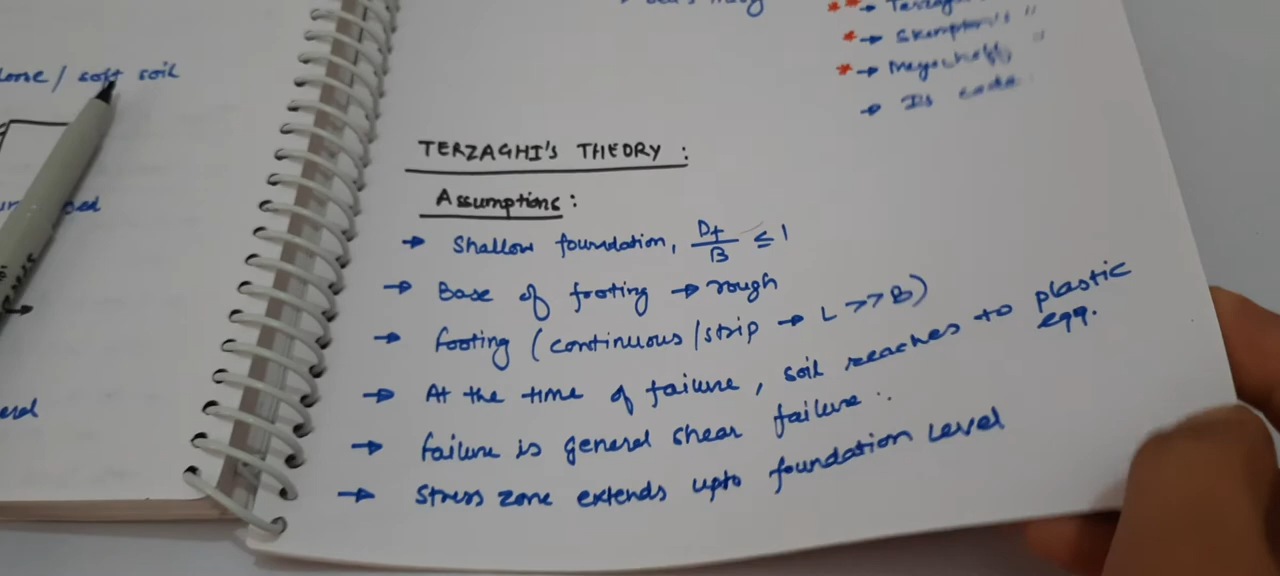 soft soil
→ Terzag
* → Skempton's "
* → Meyerhoff's "
→ Is code
TERZAGHI'S THEORY :
Assumptions :
→ Shallow foundation, Df/B ≤ 1
→ Base of footing → rough
→ footing (continuous/strip → L >> B)
→ At the time of failure, soil reaches to plastic
eqq.
→ failure is general shear failure.
→ Stress zone extends upto foundation level